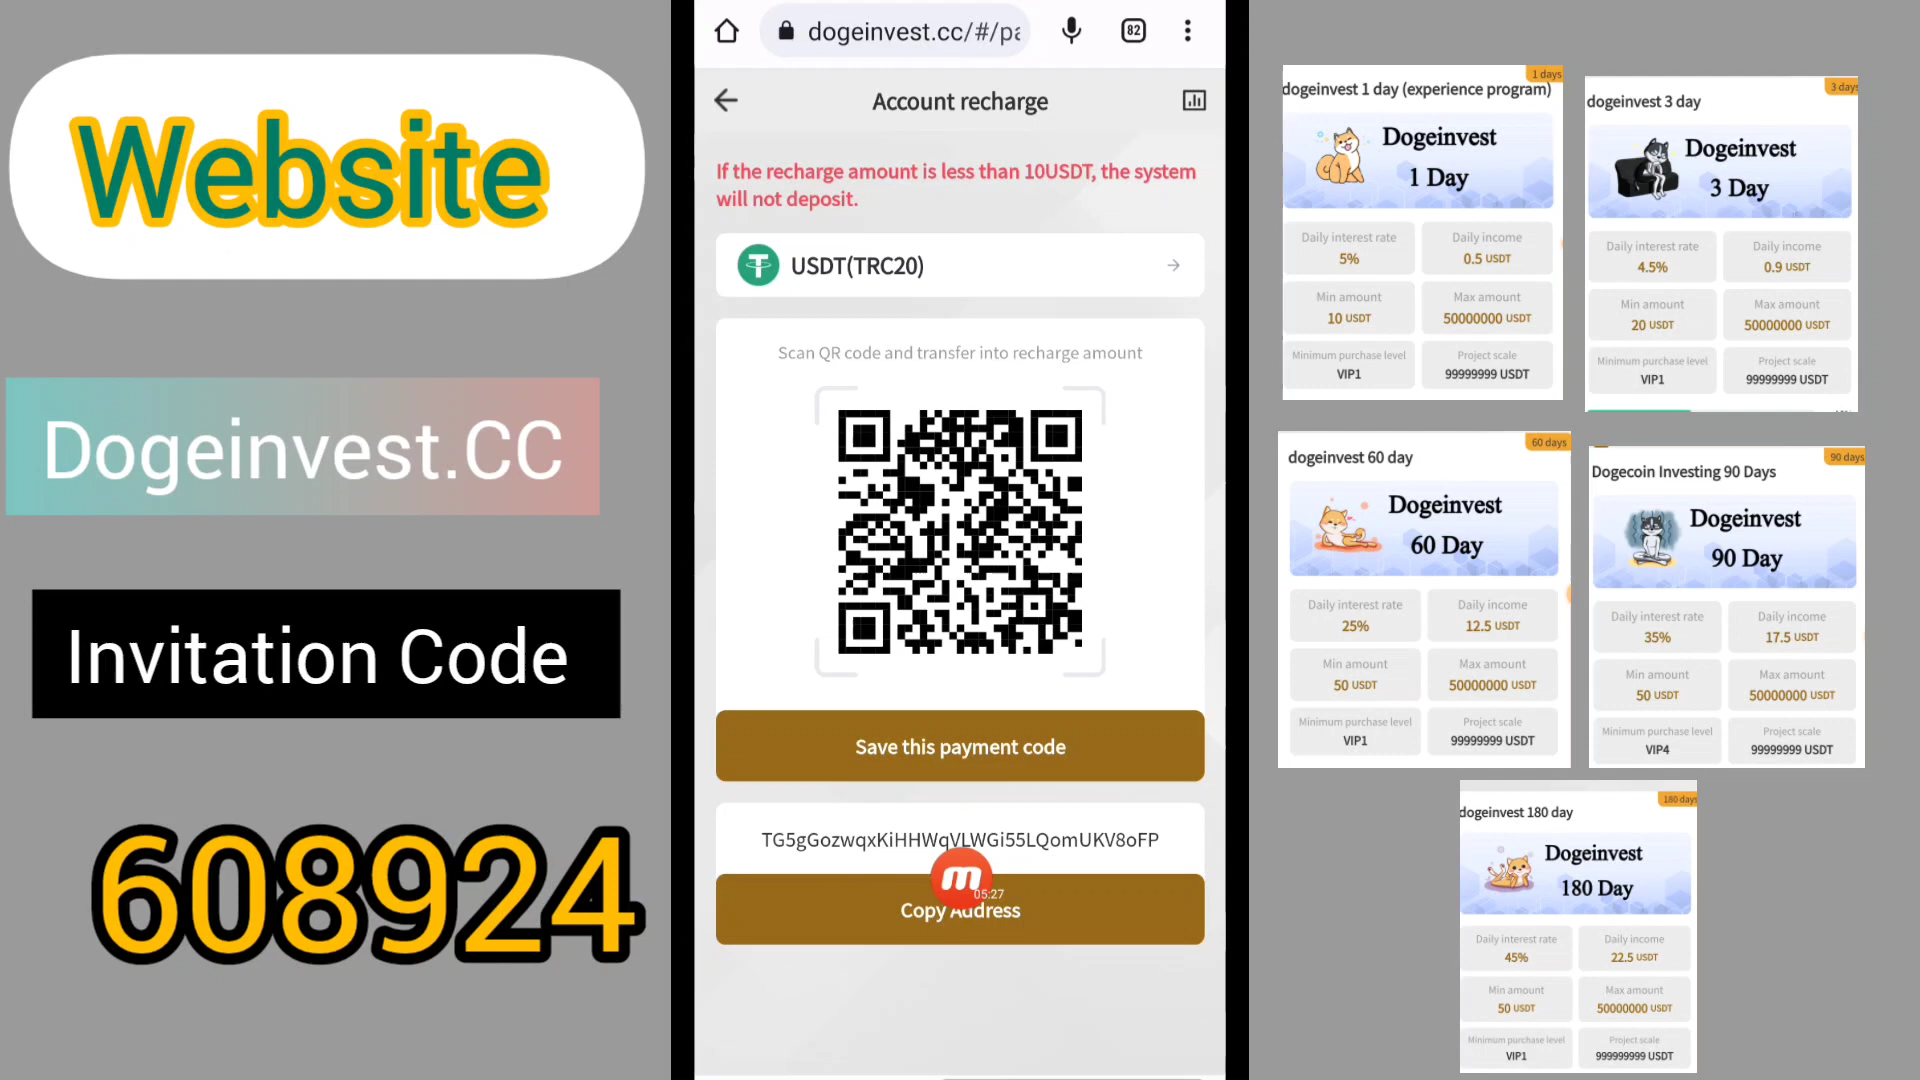 Website
Dogeinvest.CC
Invitation Code
608924
dogeinvest.cc/#/pa
82
Account recharge
If the recharge amount is less than 10USDT, the system
will not deposit.
USDT(TRC20)
Scan QR code and transfer into recharge amount
Save this payment code
TG5gGozwqxKiHHWqVLWGi55LQomUKV8oFP
m
05:27
Copy Address
1 days
dogeinvest 1 day (experience program)
Dogeinvest
1 Day
Daily interest rate
5%
Daily income
0.5 USDT
Min amount
10 USDT
Max amount
50000000 USDT
Minimum purchase level
VIP1
Project scale
99999999 USDT
3 days
dogeinvest 3 day
Dogeinvest
3 Day
Daily interest rate
4.5%
Daily income
0.9 USDT
Min amount
20 USDT
Max amount
50000000 USDT
Minimum purchase level
VIP1
Project scale
99999999 USDT
60 days
dogeinvest 60 day
Dogeinvest
60 Day
Daily interest rate
25%
Daily income
12.5 USDT
Min amount
50 USDT
Max amount
50000000 USDT
Minimum purchase level
VIP1
Project scale
99999999 USDT
90 days
Dogecoin Investing 90 Days
Dogeinvest
90 Day
Daily interest rate
35%
Daily income
17.5 USDT
Min amount
50 USDT
Max amount
50000000 USDT
Minimum purchase level
VIP4
Project scale
99999999 USDT
180 days
dogeinvest 180 day
Dogeinvest
180 Day
Daily interest rate
45%
Daily income
22.5 USDT
Min amount
50 USDT
Max amount
50000000 USDT
Minimum purchase level
VIP1
Project scale
999999999 USDT